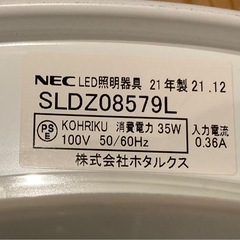 NEC LED照明器具 21年製 21.12
SLDZ08579L
PS E KOHRIKU 消費電力 35W 入力電流
100V 50/60Hz 0.36A
株式会社ホタルクス